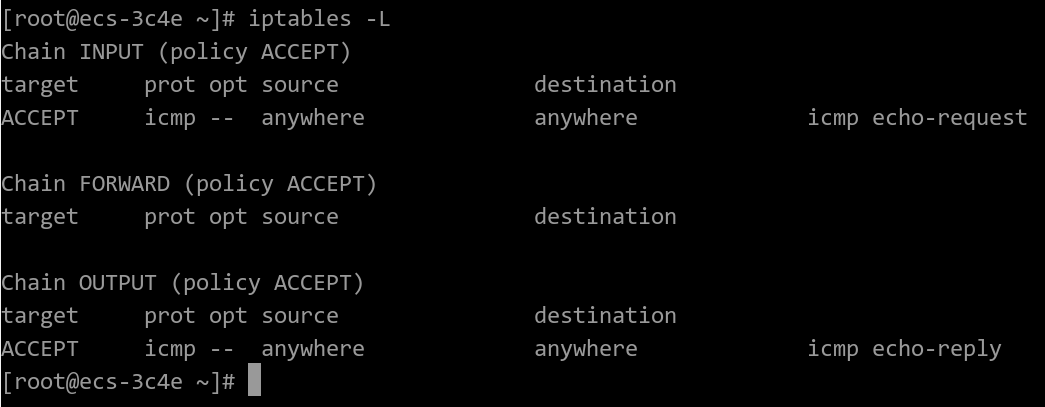 [root@ecs-3c4e ~]# iptables -L
Chain INPUT (policy ACCEPT)
target     prot opt source               destination
ACCEPT     icmp --  anywhere             anywhere             icmp echo-request

Chain FORWARD (policy ACCEPT)
target     prot opt source               destination

Chain OUTPUT (policy ACCEPT)
target     prot opt source               destination
ACCEPT     icmp --  anywhere             anywhere             icmp echo-reply
[root@ecs-3c4e ~]#